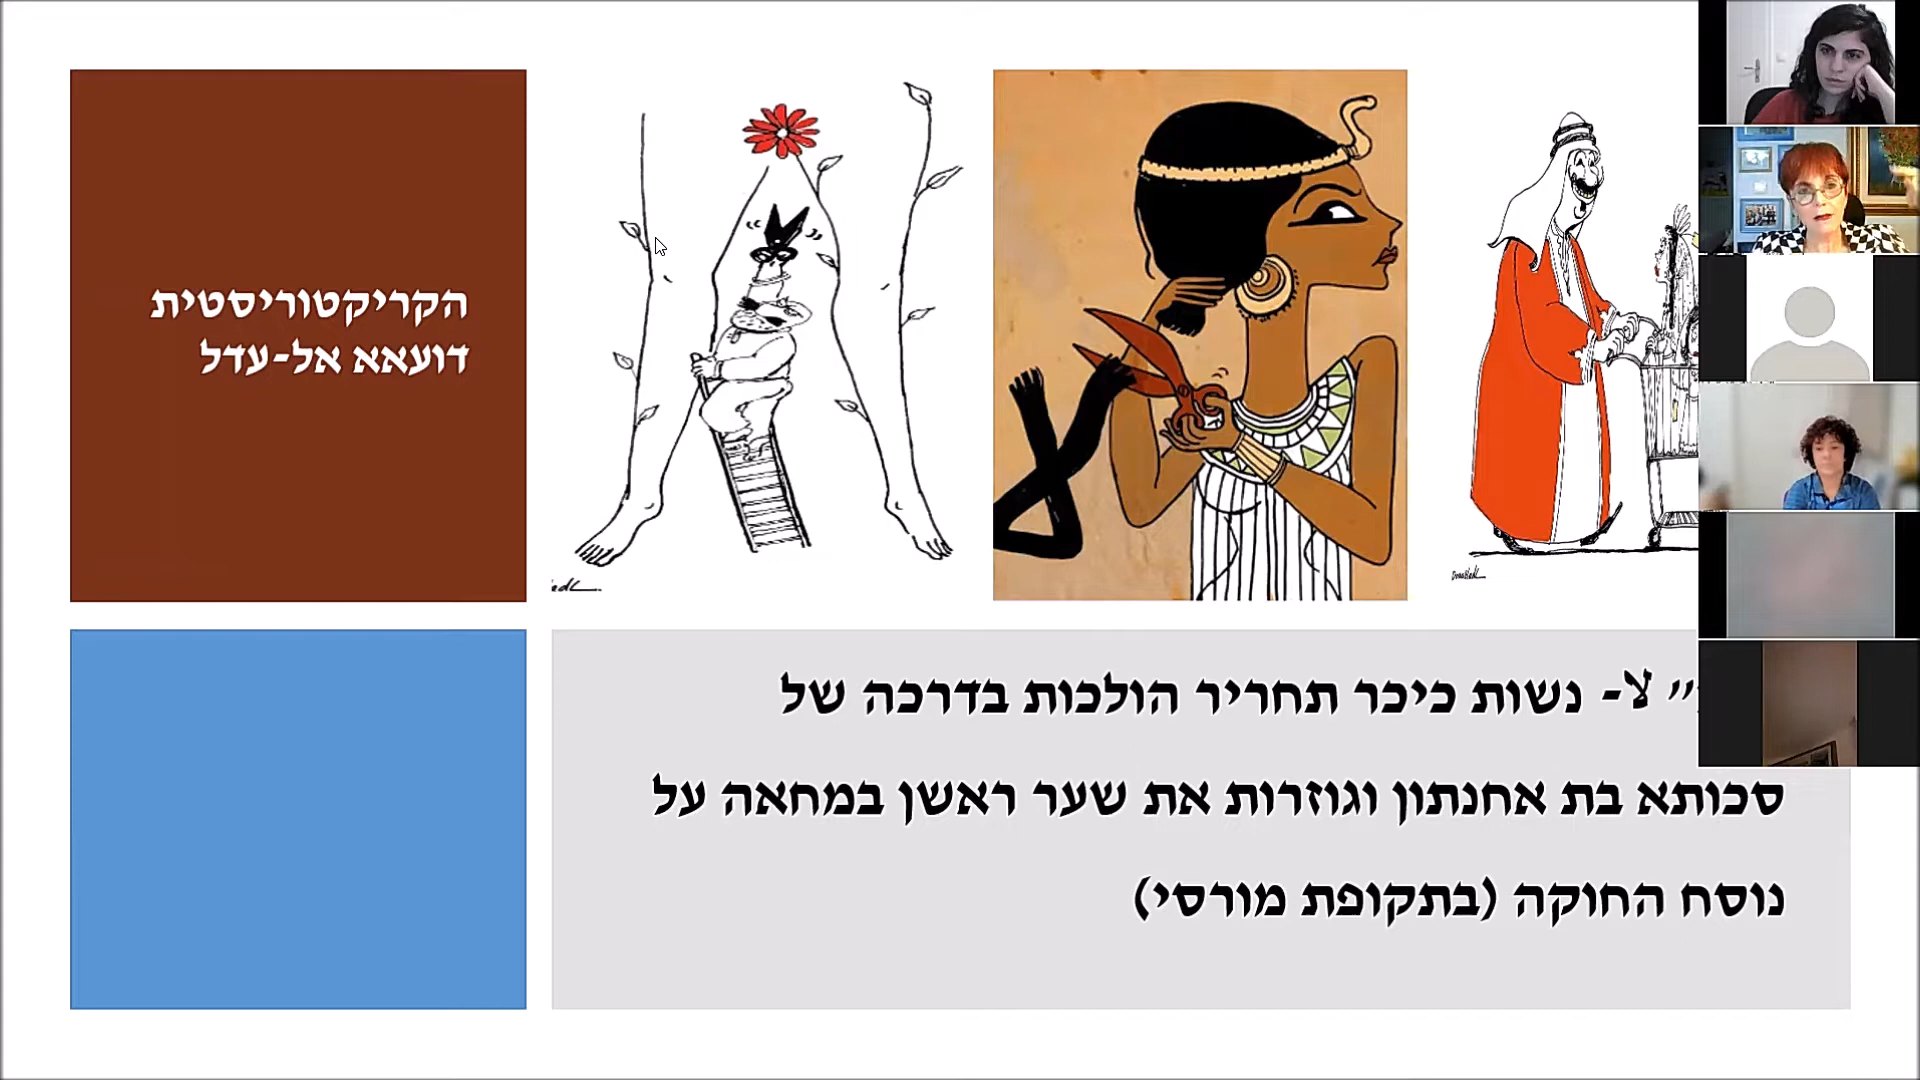 הקריקטוריסטית
דועאא אל-עדל
צ- נשות כיכר תחריר הולכות בדרכה של
סכותא בת אחנתון וגוזרות את שער ראשן במחאה על
נוסח החוקה (בתקופת מורסי)